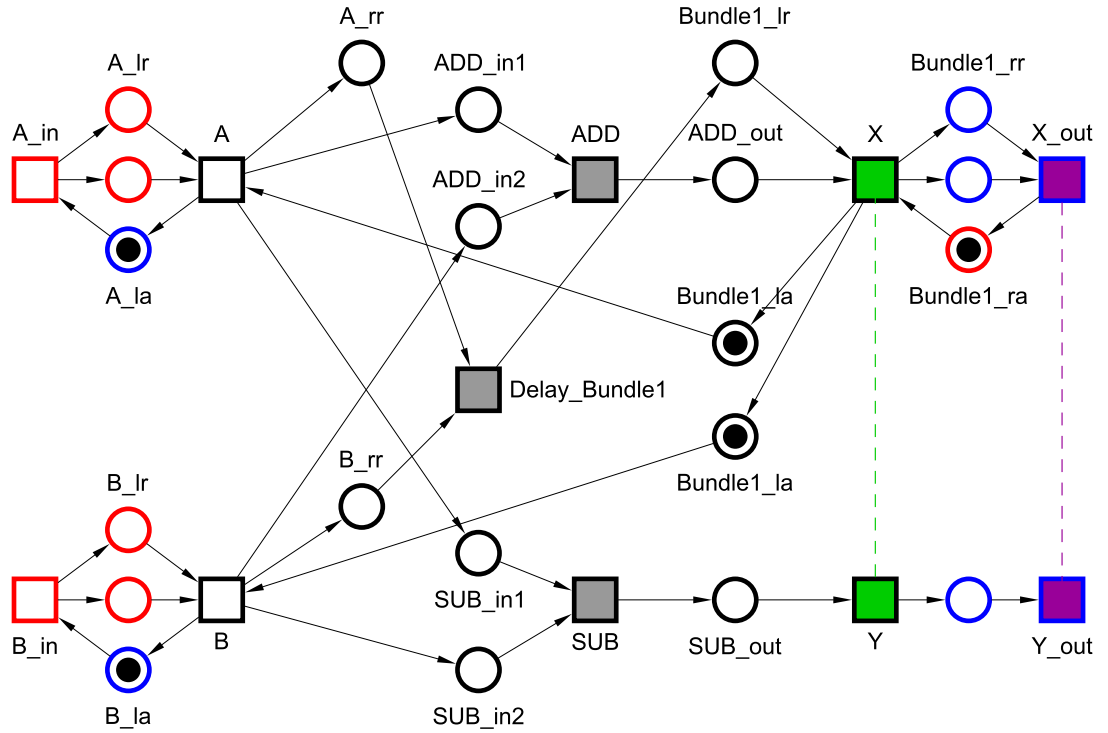 A_rr
Bundle1_lr
A_lr
ADD_in1
Bundle1_rr
A_in
A
ADD
ADD_out
X
X_out
ADD_in2
A_la
Bundle1_la
Bundle1_ra
Delay_Bundle1
B_rr
B_lr
Bundle1_la
SUB_in1
B_in
B
SUB
SUB_out
Y
Y_out
B_la
SUB_in2